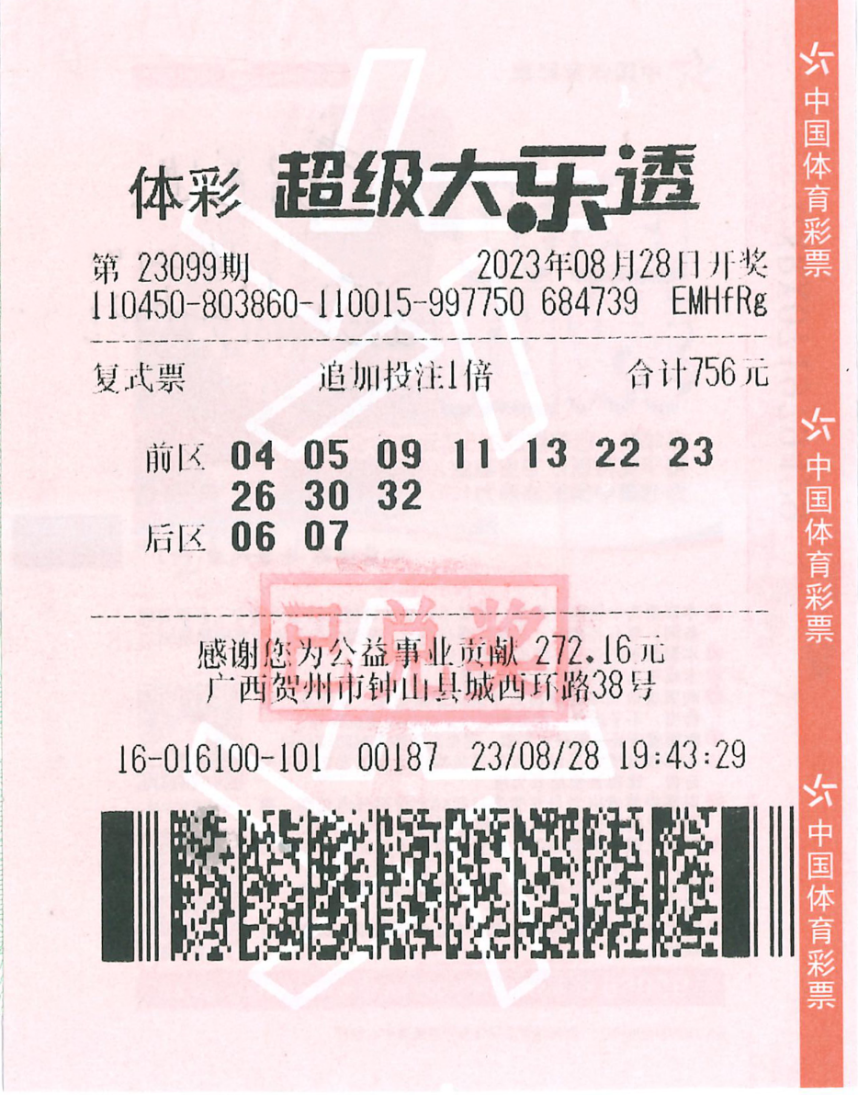 体彩 超级大乐透
第 23099期 2023年08月28日开奖
110450-803860-110015-997750 684739 EMHfRg
复式票 追加投注1倍 合计756元
前区 04 05 09 11 13 22 23
26 30 32
后区 06 07
已兑奖
感谢您为公益事业贡献 272.16元
广西贺州市钟山县城西环路38号
16-016100-101 00187 23/08/28 19:43:29
中国体育彩票
中国体育彩票
中国体育彩票